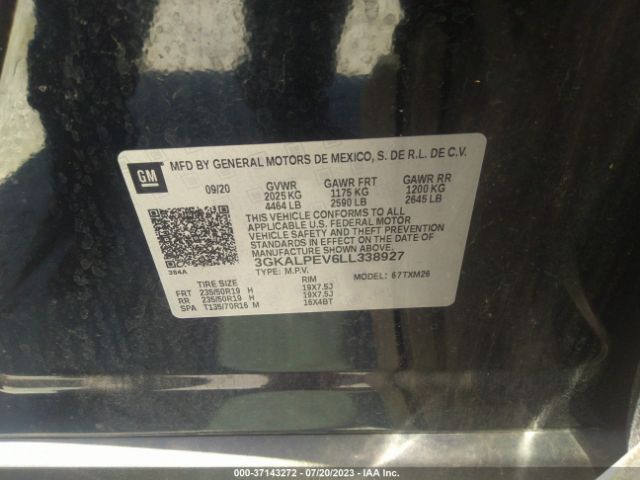 GM
MFD BY GENERAL MOTORS DE MEXICO, S. DE R.L. DE C.V.
09/20 GVWR GAWR FRT GAWR RR
2025 KG 1175 KG 1200 KG
4464 LB 2590 LB 2645 LB
THIS VEHICLE CONFORMS TO ALL
APPLICABLE U.S. FEDERAL MOTOR
VEHICLE SAFETY AND THEFT PREVENTION
STANDARDS IN EFFECT ON THE DATE OF
MANUFACTURE SHOWN ABOVE.
3GKALPEV6LL338927
384A
TYPE: M.P.V. MODEL: 67TXM26
TIRE SIZE RIM
FRT 235/50R19 H 19X7.5J
RR 235/50R19 H 19X7.5J
SPA T135/70R16 M 16X4BT
000-37143272 - 07/20/2023 - IAA Inc.